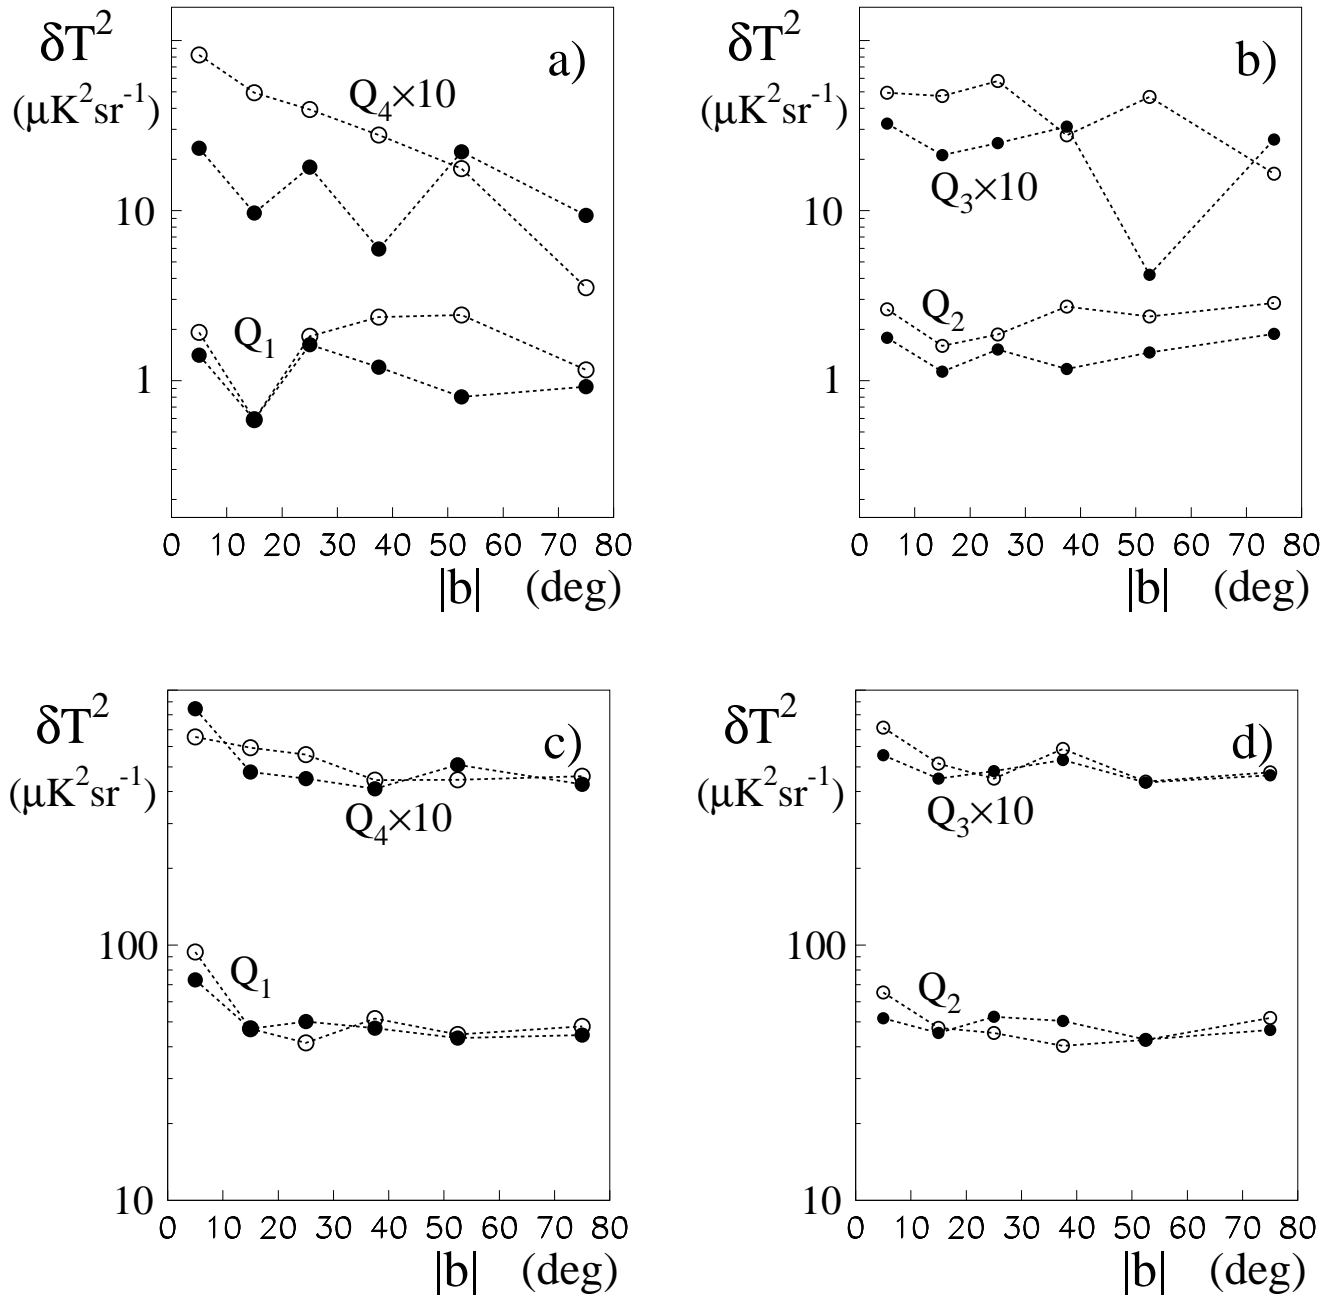 δT² a)
(μK²sr⁻¹) Q₄×10
10
Q₁
1
0 10 20 30 40 50 60 70 80
|b| (deg)
δT² b)
(μK²sr⁻¹)
Q₃×10
10
Q₂
1
0 10 20 30 40 50 60 70 80
|b| (deg)
δT² c)
(μK²sr⁻¹)
Q₄×10
100
Q₁
10
0 10 20 30 40 50 60 70 80
|b| (deg)
δT² d)
(μK²sr⁻¹)
Q₃×10
100
Q₂
10
0 10 20 30 40 50 60 70 80
|b| (deg)